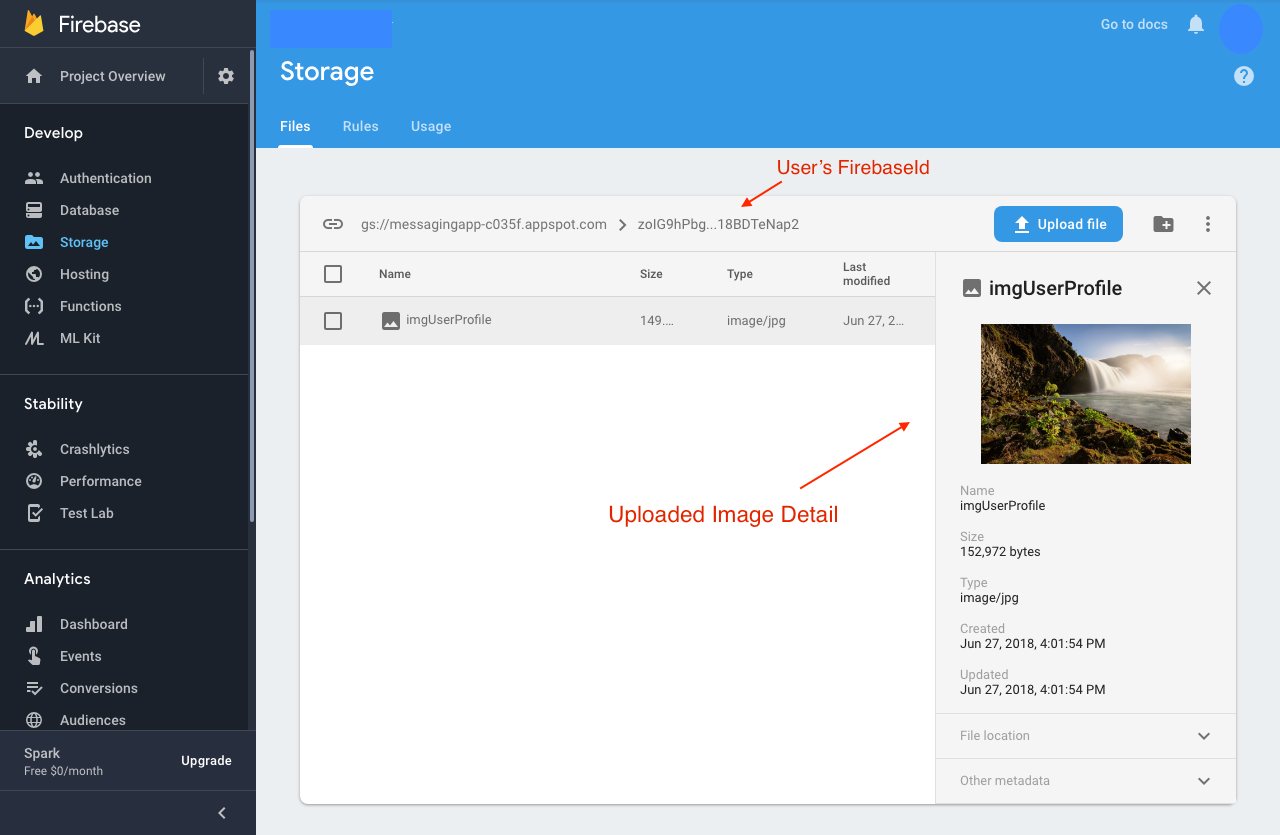 Firebase
Project Overview
Develop
Authentication
Database
Storage
Hosting
Functions
ML Kit
Stability
Crashlytics
Performance
Test Lab
Analytics
Dashboard
Events
Conversions
Audiences
Spark
Free $0/month
Upgrade
Go to docs
Storage
Files Rules Usage
User's FirebaseId
gs://messagingapp-c035f.appspot.com zoIG9hPbg...18BDTeNap2
Upload file
Name Size Type Last
modified
imgUserProfile 149.... image/jpg Jun 27, 2...
Uploaded Image Detail
imgUserProfile
Name
imgUserProfile
Size
152,972 bytes
Type
image/jpg
Created
Jun 27, 2018, 4:01:54 PM
Updated
Jun 27, 2018, 4:01:54 PM
File location
Other metadata